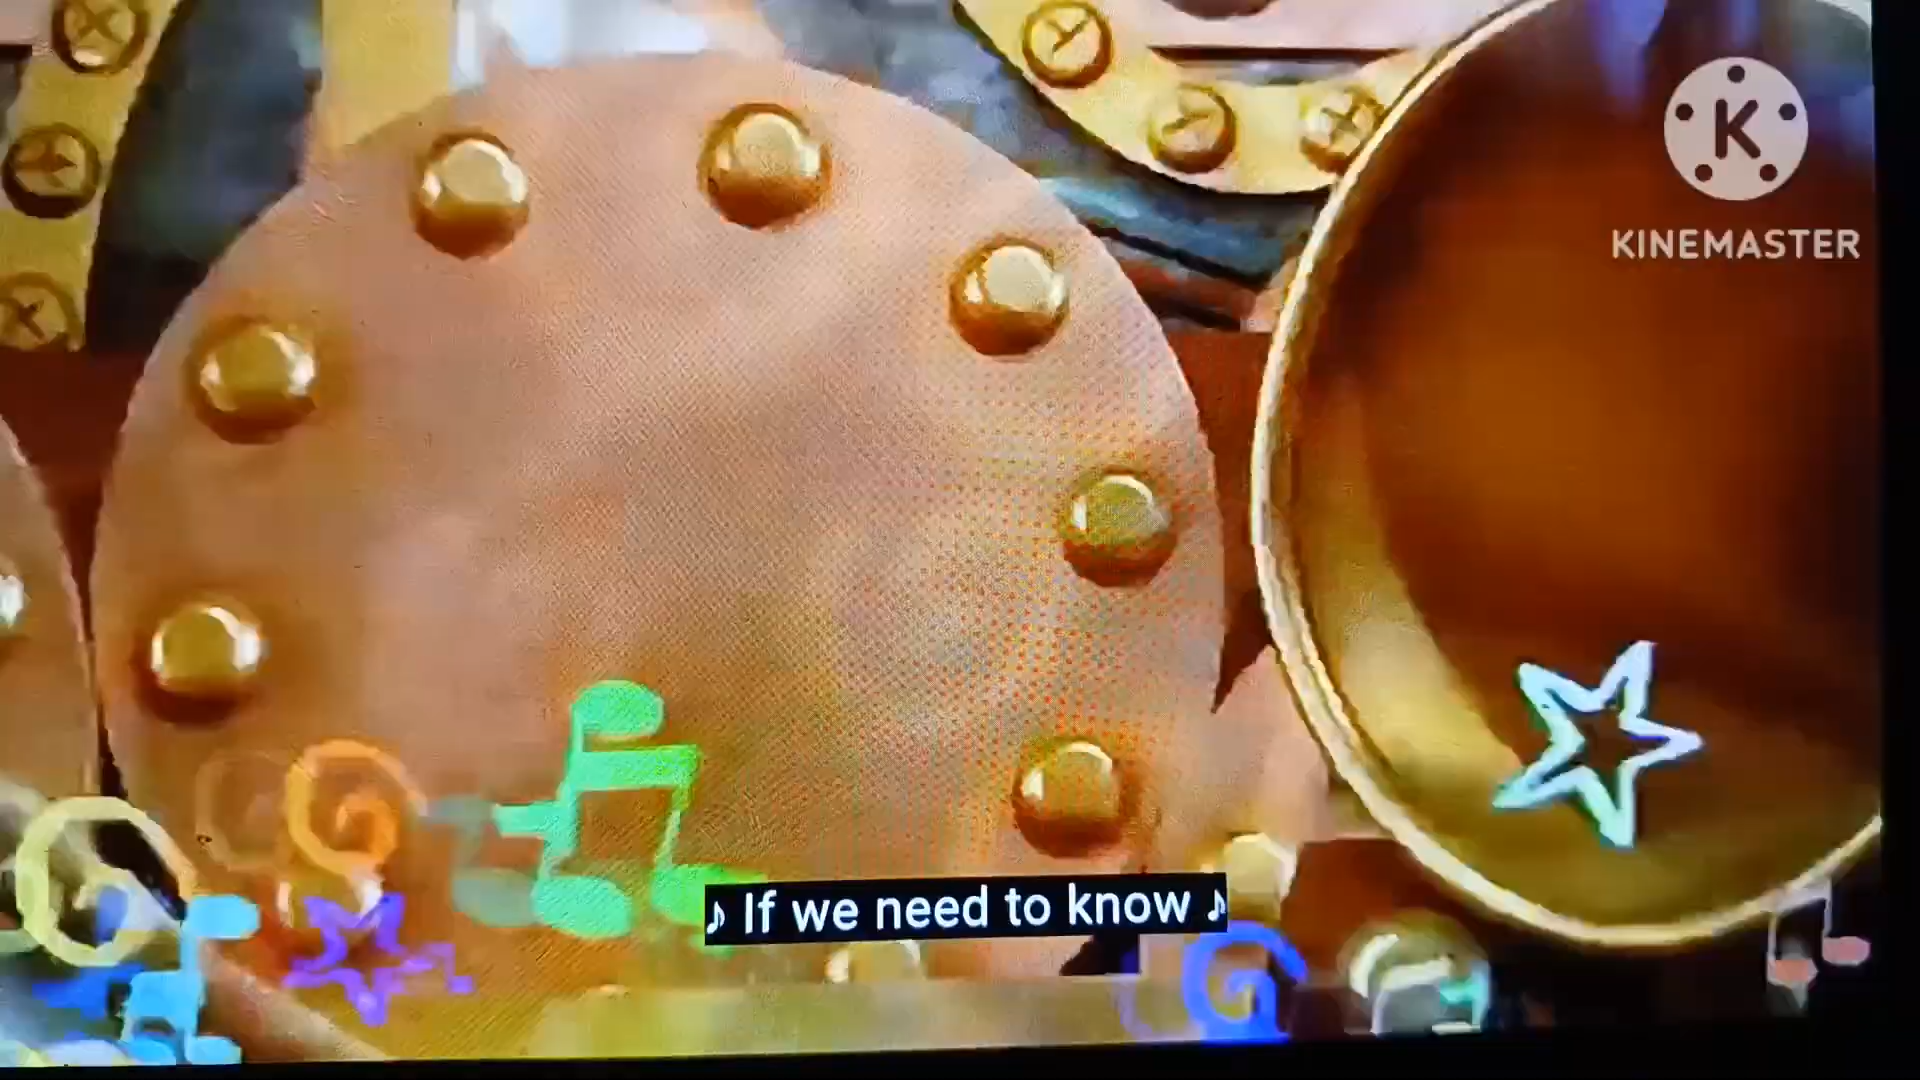 K
KINEMASTER
♪ If we need to know ♪